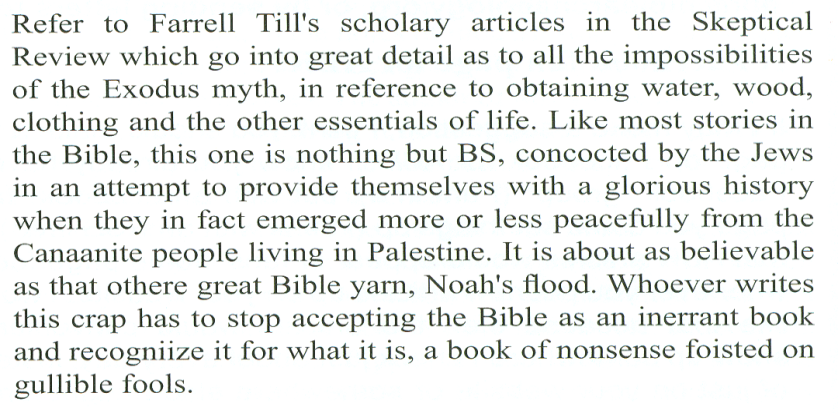 Refer to Farrell Till's scholary articles in the Skeptical
Review which go into great detail as to all the impossibilities
of the Exodus myth, in reference to obtaining water, wood,
clothing and the other essentials of life. Like most stories in
the Bible, this one is nothing but BS, concocted by the Jews
in an attempt to provide themselves with a glorious history
when they in fact emerged more or less peacefully from the
Canaanite people living in Palestine. It is about as believable
as that othere great Bible yarn, Noah's flood. Whoever writes
this crap has to stop accepting the Bible as an inerrant book
and recogniize it for what it is, a book of nonsense foisted on
gullible fools.